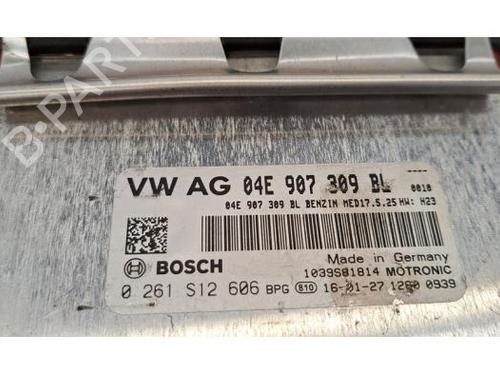 B-PARTS
VW AG 04E 907 309 BL 0010
04E 907 309 BL BENZIN MED17.5.25 HW: H23
BOSCH
Made in Germany
1039S81814 MOTRONIC
0 261 S12 606 BPG 810 16-01-27 1280 0939